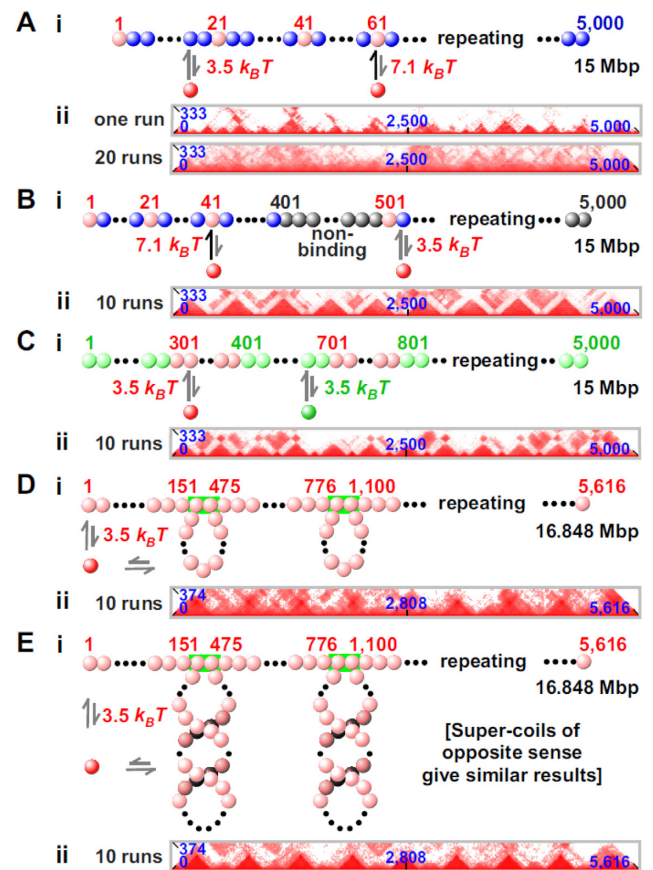 A i 1 21 41 61 5,000
repeating
3.5 kBT 7.1 kBT 15 Mbp
ii one run 333 0 2,500 5,000
20 runs 333 0 2,500 5,000
B i 1 21 41 401 501 5,000
repeating
non-
binding
7.1 kBT 3.5 kBT 15 Mbp
ii 10 runs 333 0 2,500 5,000
C i 1 301 401 701 801 5,000
repeating
3.5 kBT 3.5 kBT 15 Mbp
ii 10 runs 333 0 2,500 5,000
D i 1 151 475 776 1,100 5,616
repeating
3.5 kBT 16.848 Mbp
ii 10 runs 374 0 2,808 5,616
E i 1 151 475 776 1,100 5,616
repeating
16.848 Mbp
3.5 kBT
[Super-coils of
opposite sense
give similar results]
ii 10 runs 374 0 2,808 5,616